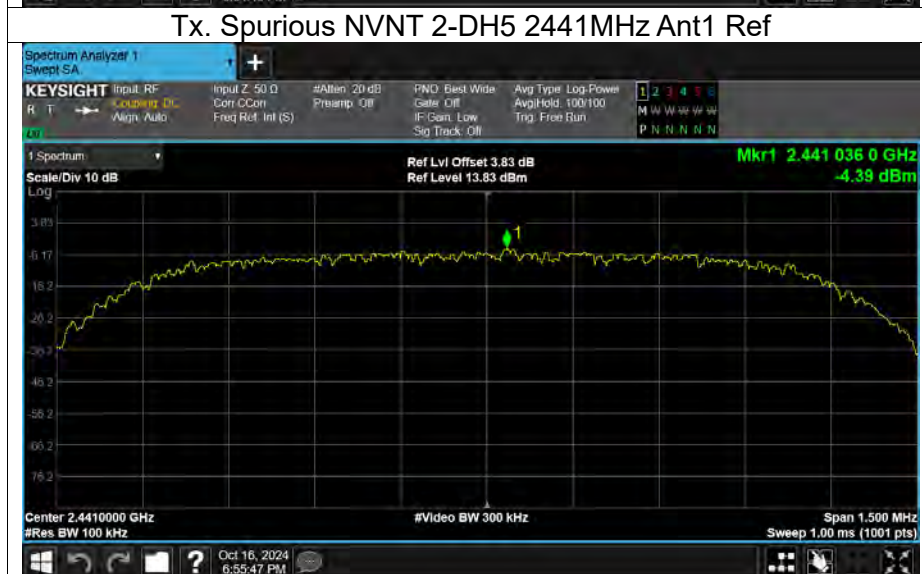 Tx. Spurious NVNT 2-DH5 2441MHz Ant1 Ref
Spectrum Analyzer 1
Swept SA
+
KEYSIGHT Input: RF Input Z: 50 Ω #Atten: 20 dB PNO: Best Wide Avg Type: Log-Power 1 2 3 4 5 6
R T Coupling: DC Corr CCorr Preamp: Off Gate: Off Avg|Hold: 100/100 M W W W W W
Align: Auto Freq Ref: Int (S) IF Gain: Low Trig: Free Run
Sig Track: Off P N N N N N
1 Spectrum Ref Lvl Offset 3.83 dB Mkr1 2.441 036 0 GHz
Scale/Div 10 dB Ref Level 13.83 dBm -4.39 dBm
Log
3.83
1
-6.17
-16.2
-26.2
-36.2
-46.2
-56.2
-66.2
-76.2
Center 2.4410000 GHz #Video BW 300 kHz Span 1.500 MHz
#Res BW 100 kHz Sweep 1.00 ms (1001 pts)
? Oct 16, 2024
6:55:47 PM